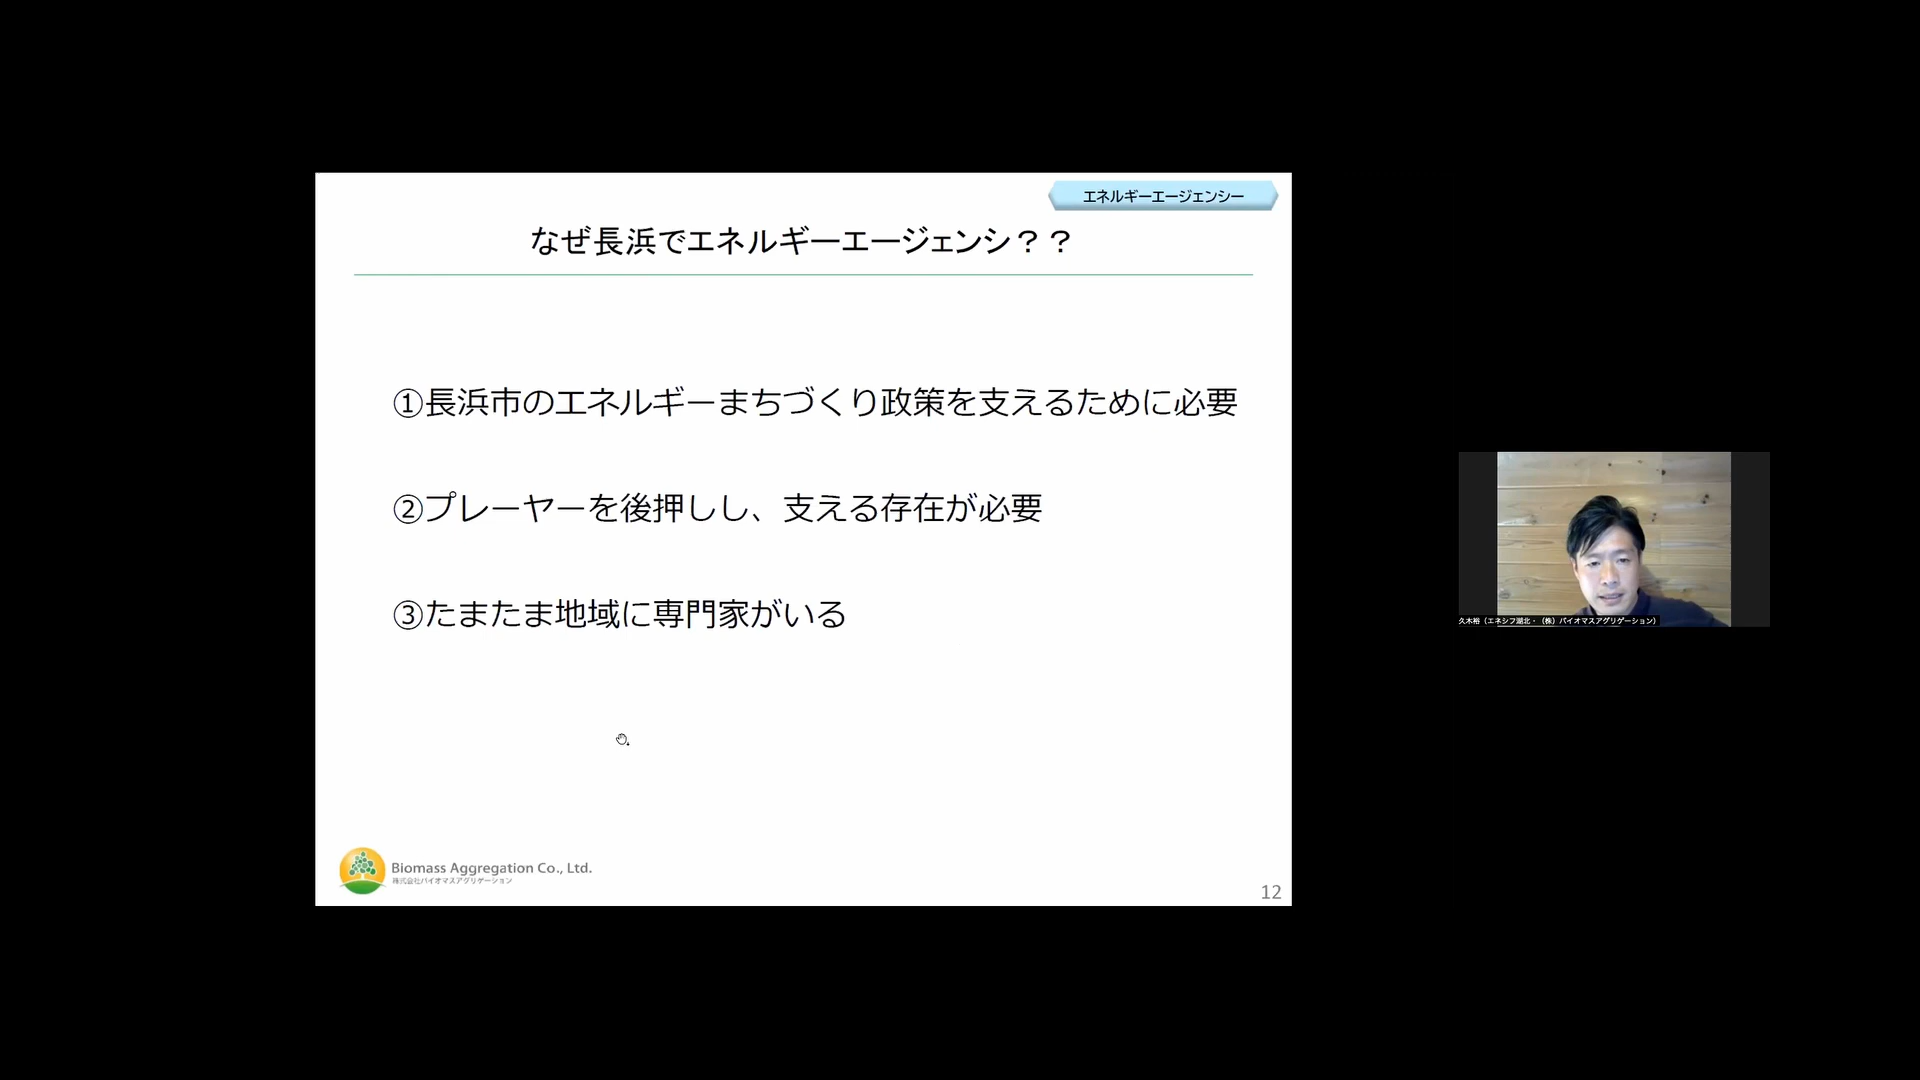 エネルギーエージェンシー
なぜ長浜でエネルギーエージェンシ？？
①長浜市のエネルギーまちづくり政策を支えるために必要
②プレーヤーを後押しし、支える存在が必要
③たまたま地域に専門家がいる
Biomass Aggregation Co., Ltd.
株式会社バイオマスアグリゲーション
12
久木裕（エネシフ湖北・（株）バイオマスアグリゲーション）